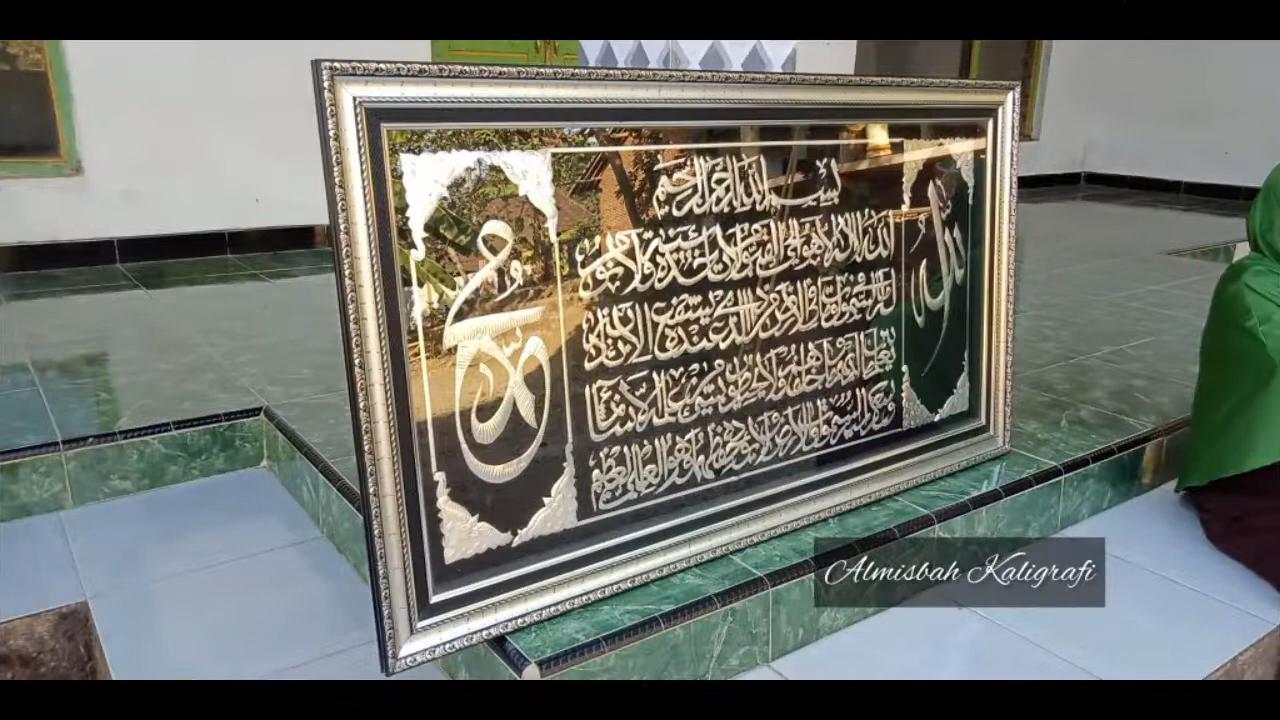 بسم الله الرحمن الرحيم
الله
الله لا إله إلا هو الحي القيوم لا تأخذه سنة ولا نوم
له ما في السموات وما في الأرض من ذا الذي يشفع عنده إلا بإذنه
يعلم ما بين أيديهم وما خلفهم ولا يحيطون بشيء من علمه إلا بما شاء
وسع كرسيه السموات والأرض ولا يئوده حفظهما وهو العلي العظيم
محمد
Almisbah Kaligrafi